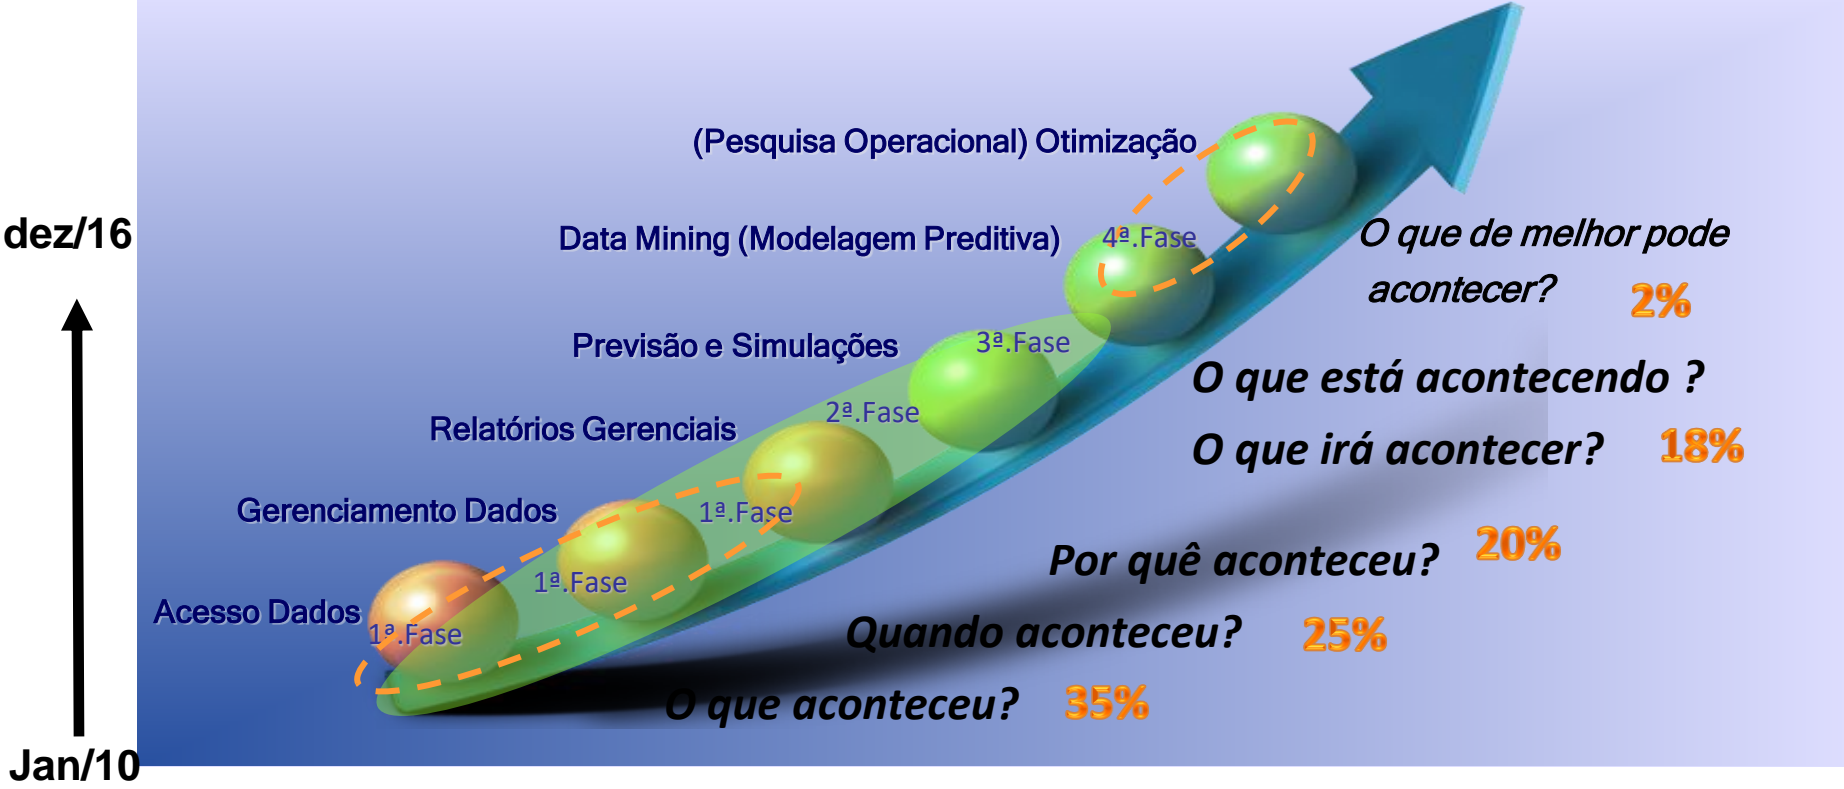 (Pesquisa Operacional) Otimização
dez/16
Data Mining (Modelagem Preditiva)
4ª.Fase
O que de melhor pode
acontecer?
2%
Previsão e Simulações
3ª.Fase
O que está acontecendo ?
Relatórios Gerenciais
2ª.Fase
O que irá acontecer?
18%
Gerenciamento Dados
1ª.Fase
Por quê aconteceu?
20%
1ª.Fase
Acesso Dados
1ª.Fase
Quando aconteceu?
25%
O que aconteceu?
35%
Jan/10